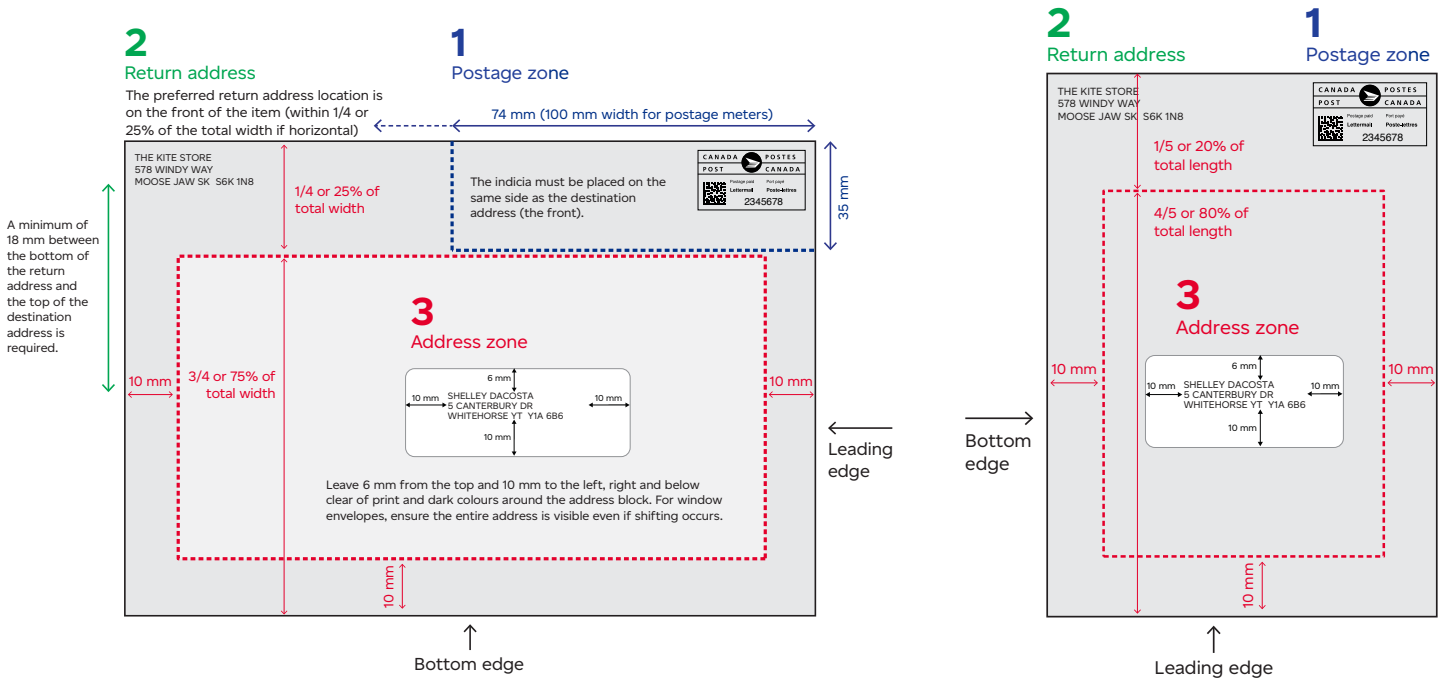 2
Return address
The preferred return address location is
on the front of the item (within 1/4 or
25% of the total width if horizontal)
1
Postage zone
74 mm (100 mm width for postage meters)
THE KITE STORE
578 WINDY WAY
MOOSE JAW SK  S6K 1N8
1/4 or 25% of
total width
The indicia must be placed on the
same side as the destination
address (the front).
CANADA POSTES
POST CANADA
Postage paid Port payé
Lettermail Poste-lettres
2345678
35 mm
A minimum of
18 mm between
the bottom of
the return
address and
the top of the
destination
address is
required.
3
Address zone
10 mm
3/4 or 75% of
total width
10 mm
6 mm
10 mm
SHELLEY DACOSTA
5 CANTERBURY DR
WHITEHORSE YT  Y1A 6B6
10 mm
10 mm
Leading
edge
Leave 6 mm from the top and 10 mm to the left, right and below
clear of print and dark colours around the address block. For window
envelopes, ensure the entire address is visible even if shifting occurs.
10 mm
Bottom edge
2
Return address
1
Postage zone
THE KITE STORE
578 WINDY WAY
MOOSE JAW SK  S6K 1N8
CANADA POSTES
POST CANADA
Postage paid Port payé
Lettermail Poste-lettres
2345678
1/5 or 20% of
total length
4/5 or 80% of
total length
3
Address zone
10 mm
10 mm
6 mm
10 mm
SHELLEY DACOSTA
5 CANTERBURY DR
WHITEHORSE YT  Y1A 6B6
10 mm
10 mm
Bottom
edge
10 mm
Leading edge